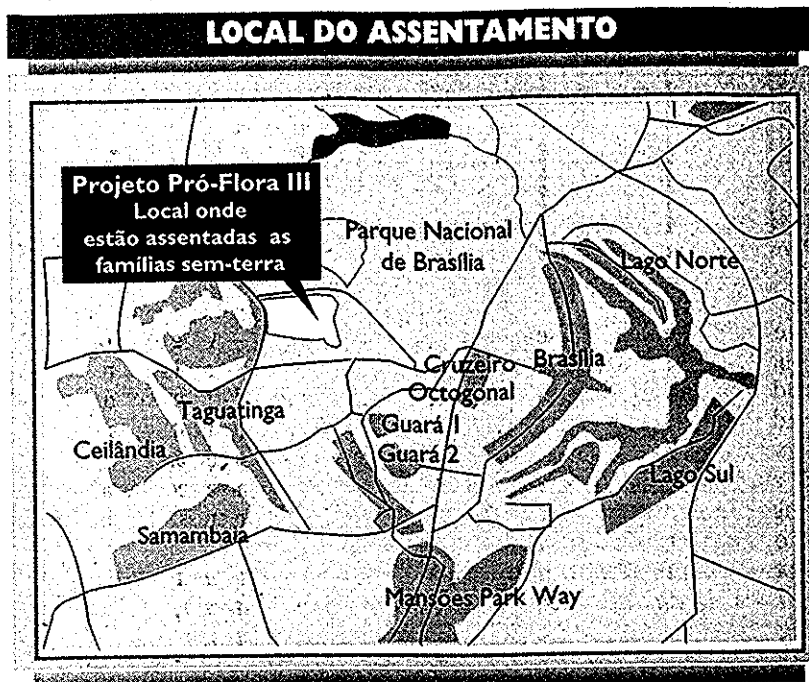 LOCAL DO ASSENTAMENTO
Projeto Pró-Flora III
Local onde
estão assentadas as
famílias sem-terra
Parque Nacional
de Brasília
Lago Norte
Cruzeiro
Brasília
Octogonal
Taguatinga
Guará 1
Ceilândia
Guará 2
Lago Sul
Samambaia
Mansões Park Way